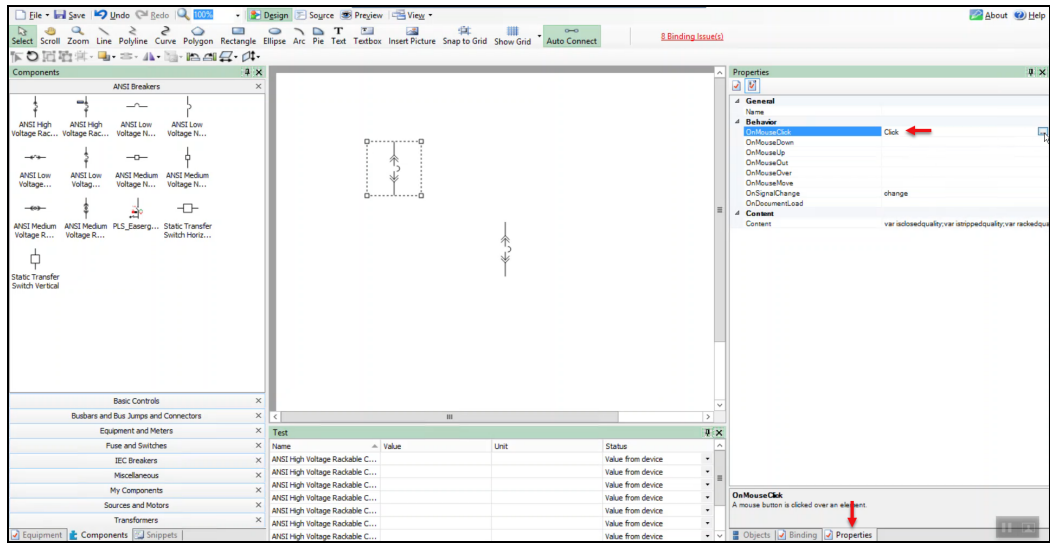 File Save Undo Redo 100% Design Source Preview View About Help
Select Scroll Zoom Line Polyline Curve Polygon Rectangle Ellipse Arc Pie Text Textbox Insert Picture Snap to Grid Show Grid Auto Connect 8 Binding Issue(s)
Components
ANSI Breakers
ANSI High Voltage Rac...
ANSI High Voltage Rac...
ANSI Low Voltage N...
ANSI Low Voltage N...
ANSI Low Voltage...
ANSI Low Voltag...
ANSI Medium Voltage N...
ANSI Medium Voltage N...
ANSI Medium Voltage R...
ANSI Medium Voltage R...
PLS_Easerg...
Static Transfer Switch Horiz...
Static Transfer Switch Vertical
Basic Controls
Busbars and Bus Jumps and Connectors
Equipment and Meters
Fuse and Switches
IEC Breakers
Miscellaneous
My Components
Sources and Motors
Transformers
Equipment Components Snippets
Test
Name Value Unit Status
ANSI High Voltage Rackable C... Value from device
ANSI High Voltage Rackable C... Value from device
ANSI High Voltage Rackable C... Value from device
ANSI High Voltage Rackable C... Value from device
ANSI High Voltage Rackable C... Value from device
ANSI High Voltage Rackable C... Value from device
ANSI High Voltage Rackable C... Value from device
Properties
General
Name
Behavior
OnMouseClick Click
OnMouseDown
OnMouseUp
OnMouseOut
OnMouseOver
OnMouseMove
OnSignalChange change
OnDocumentLoad
Content
Content var isclosedquality;var istrippedquality;var rackedqua
OnMouseClick
A mouse button is clicked over an element.
Objects Binding Properties